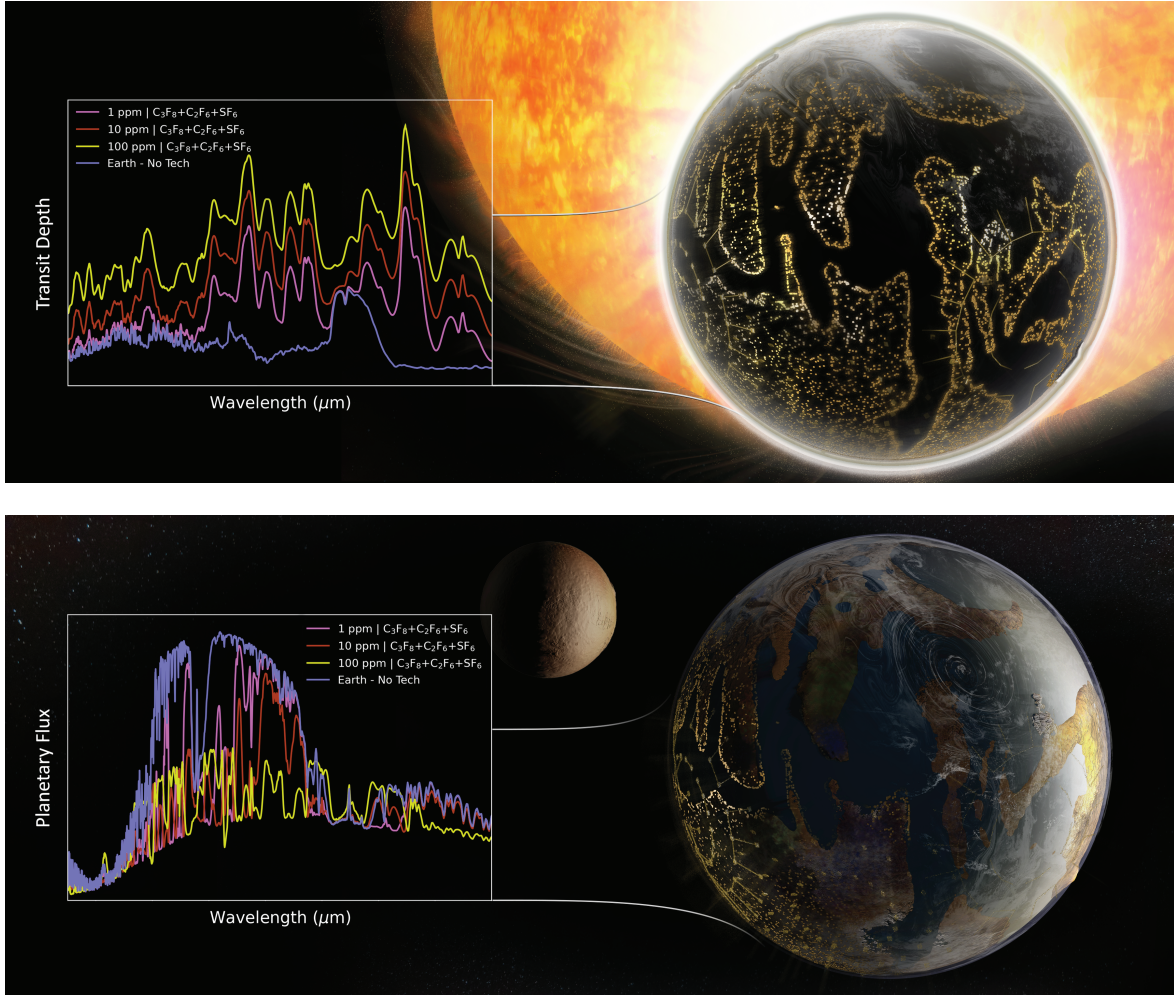 1 ppm | C₃F₈+C₂F₆+SF₆
10 ppm | C₃F₈+C₂F₆+SF₆
100 ppm | C₃F₈+C₂F₆+SF₆
Earth - No Tech
Transit Depth
Wavelength (μm)
1 ppm | C₃F₈+C₂F₆+SF₆
10 ppm | C₃F₈+C₂F₆+SF₆
100 ppm | C₃F₈+C₂F₆+SF₆
Earth - No Tech
Planetary Flux
Wavelength (μm)